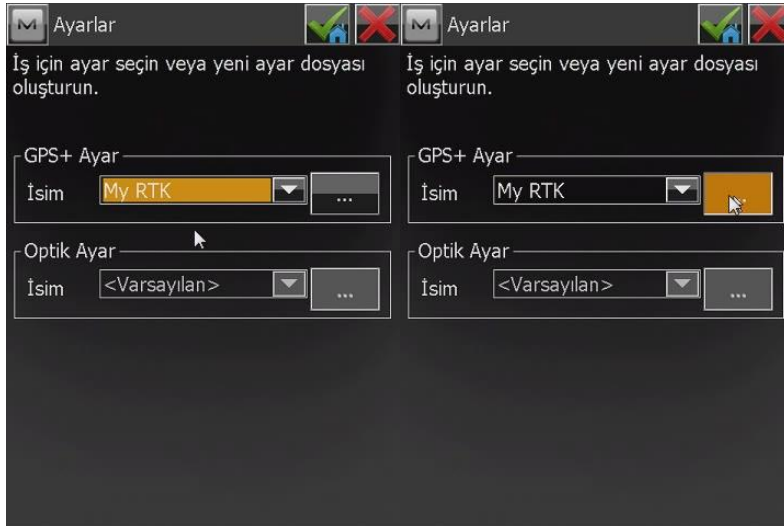 Ayarlar
İş için ayar seçin veya yeni ayar dosyası
oluşturun.
GPS+ Ayar
İsim My RTK ...
Optik Ayar
İsim <Varsayılan> ...
Ayarlar
İş için ayar seçin veya yeni ayar dosyası
oluşturun.
GPS+ Ayar
İsim My RTK ...
Optik Ayar
İsim <Varsayılan> ...